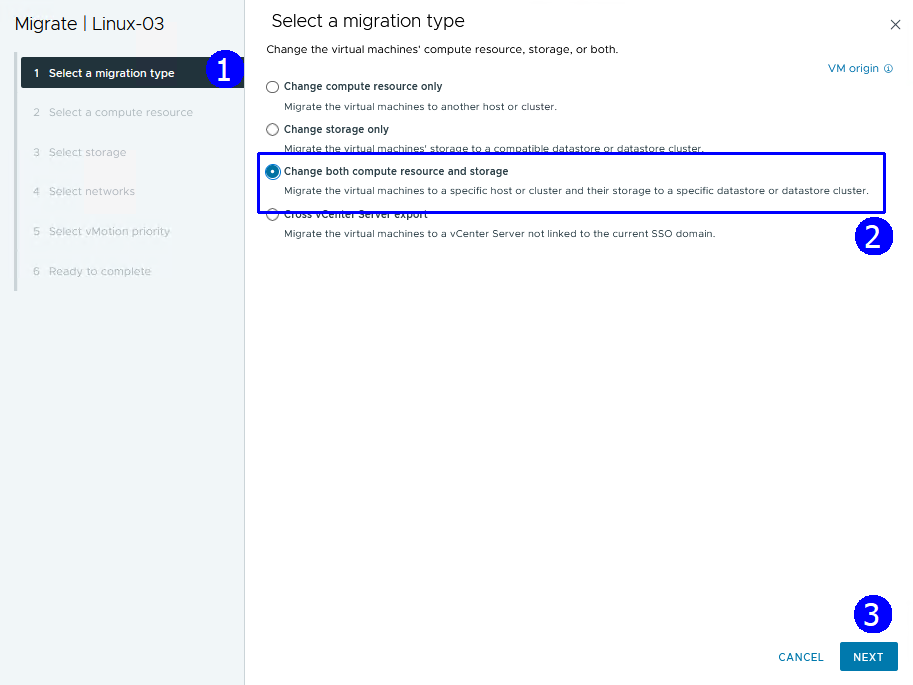 Migrate | Linux-03
1 Select a migration type
1
2 Select a compute resource
3 Select storage
4 Select networks
5 Select vMotion priority
6 Ready to complete
Select a migration type
Change the virtual machines' compute resource, storage, or both.
VM origin
Change compute resource only
Migrate the virtual machines to another host or cluster.
Change storage only
Migrate the virtual machines' storage to a compatible datastore or datastore cluster.
Change both compute resource and storage
Migrate the virtual machines to a specific host or cluster and their storage to a specific datastore or datastore cluster.
2
Cross vCenter Server export
Migrate the virtual machines to a vCenter Server not linked to the current SSO domain.
3
CANCEL
NEXT